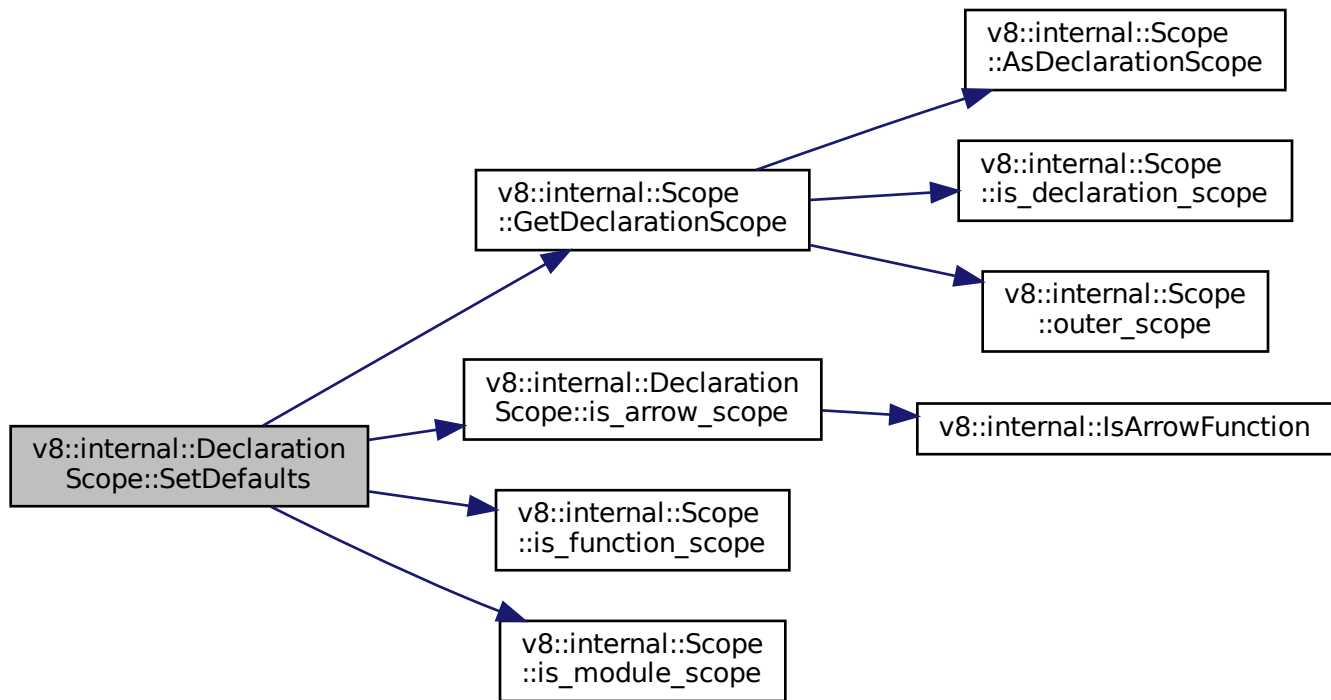 v8::internal::Scope
::AsDeclarationScope
v8::internal::Scope
::is_declaration_scope
v8::internal::Scope
::GetDeclarationScope
v8::internal::Scope
::outer_scope
v8::internal::Declaration
Scope::is_arrow_scope
v8::internal::IsArrowFunction
v8::internal::Declaration
Scope::SetDefaults
v8::internal::Scope
::is_function_scope
v8::internal::Scope
::is_module_scope